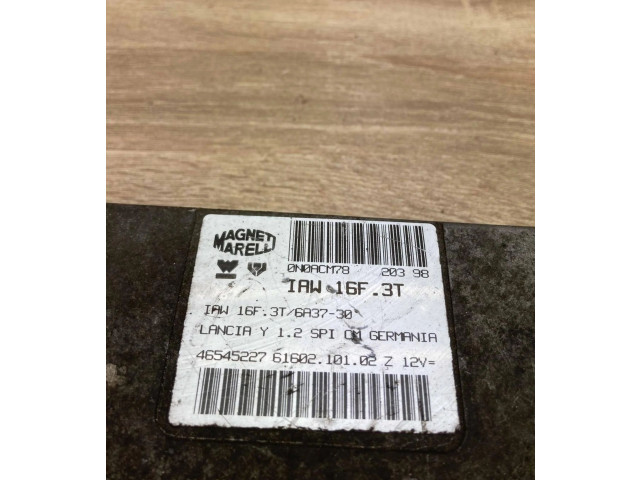 MAGNETI
MARELLI
0N0ACM78 203 98
IAW 16F.3T
IAW 16F.3T/6A37-30
LANCIA Y 1.2 SPI CM GERMANIA
46545227 61602.101.02 Z 12V=